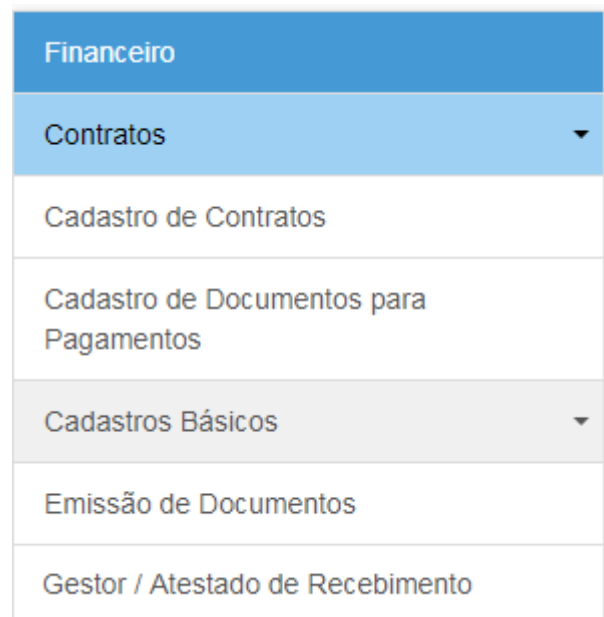 Financeiro
Contratos
Cadastro de Contratos
Cadastro de Documentos para
Pagamentos
Cadastros Básicos
Emissão de Documentos
Gestor / Atestado de Recebimento